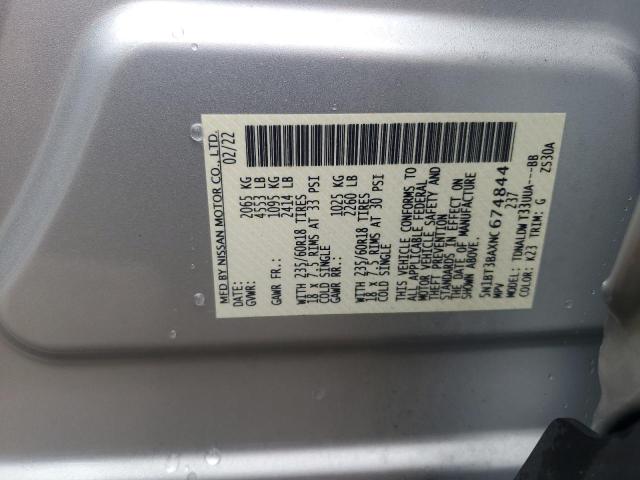 MFD BY NISSAN MOTOR CO., LTD.
DATE: 02/22
GVWR: 2065 KG
4553 LB
GAWR FR.: 1095 KG
2414 LB
WITH 235/60R18 TIRES
18 X 7.5 RIMS AT 33 PSI
COLD SINGLE
GAWR RR.: 1025 KG
2260 LB
WITH 235/60R18 TIRES
18 X 7.5 RIMS AT 30 PSI
COLD SINGLE
THIS VEHICLE CONFORMS TO
ALL APPLICABLE FEDERAL
MOTOR VEHICLE SAFETY AND
THEFT PREVENTION
STANDARDS IN EFFECT ON
THE DATE OF MANUFACTURE
SHOWN ABOVE.
5N1BT3BAXNC674844
MPV 237
MODEL: TDNALDWT33UUA---BB
COLOR: K23 TRIM: G ZS30A